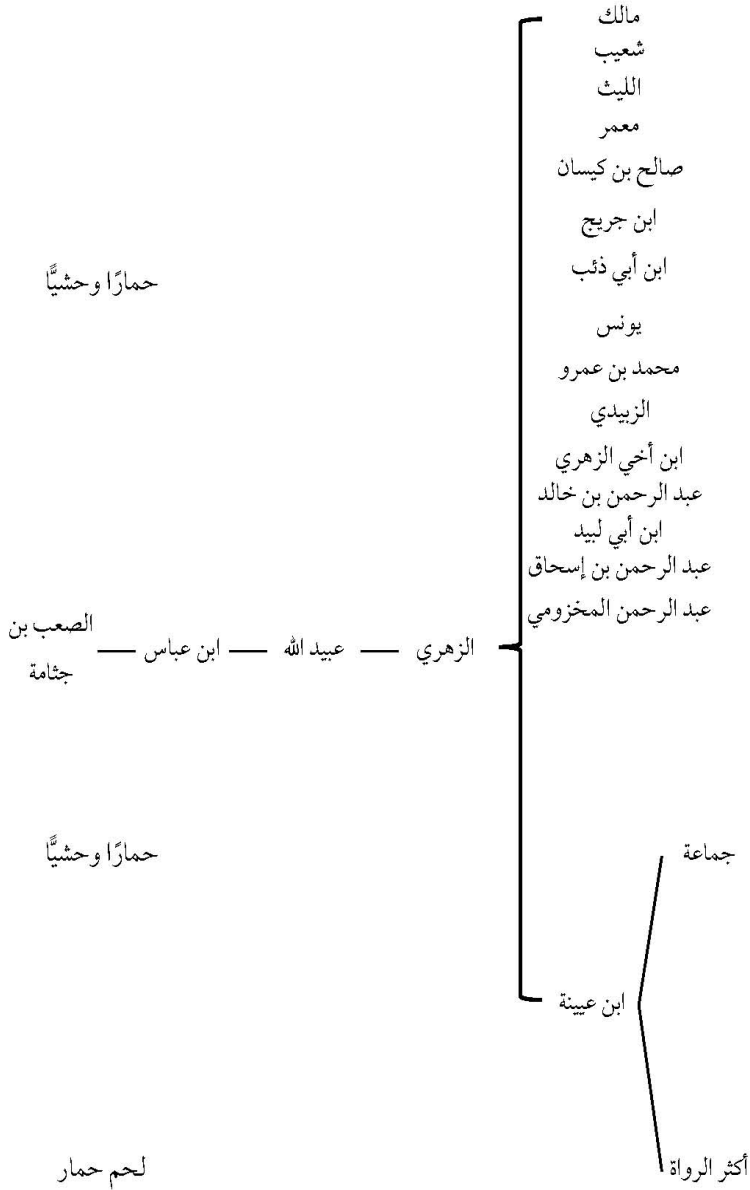 مالك
شعيب
الليث
معمر
صالح بن كيسان
ابن جريج
ابن أبي ذئب
حمارًا وحشيًّا
يونس
محمد بن عمرو
الزبيدي
ابن أخي الزهري
عبد الرحمن بن خالد
ابن أبي لبيد
عبد الرحمن بن إسحاق
عبد الرحمن المخزومي
الزهري — عبيد الله — ابن عباس — الصعب بن
جثامة
جماعة
حمارًا وحشيًّا
ابن عيينة
أكثر الرواة
لحم حمار